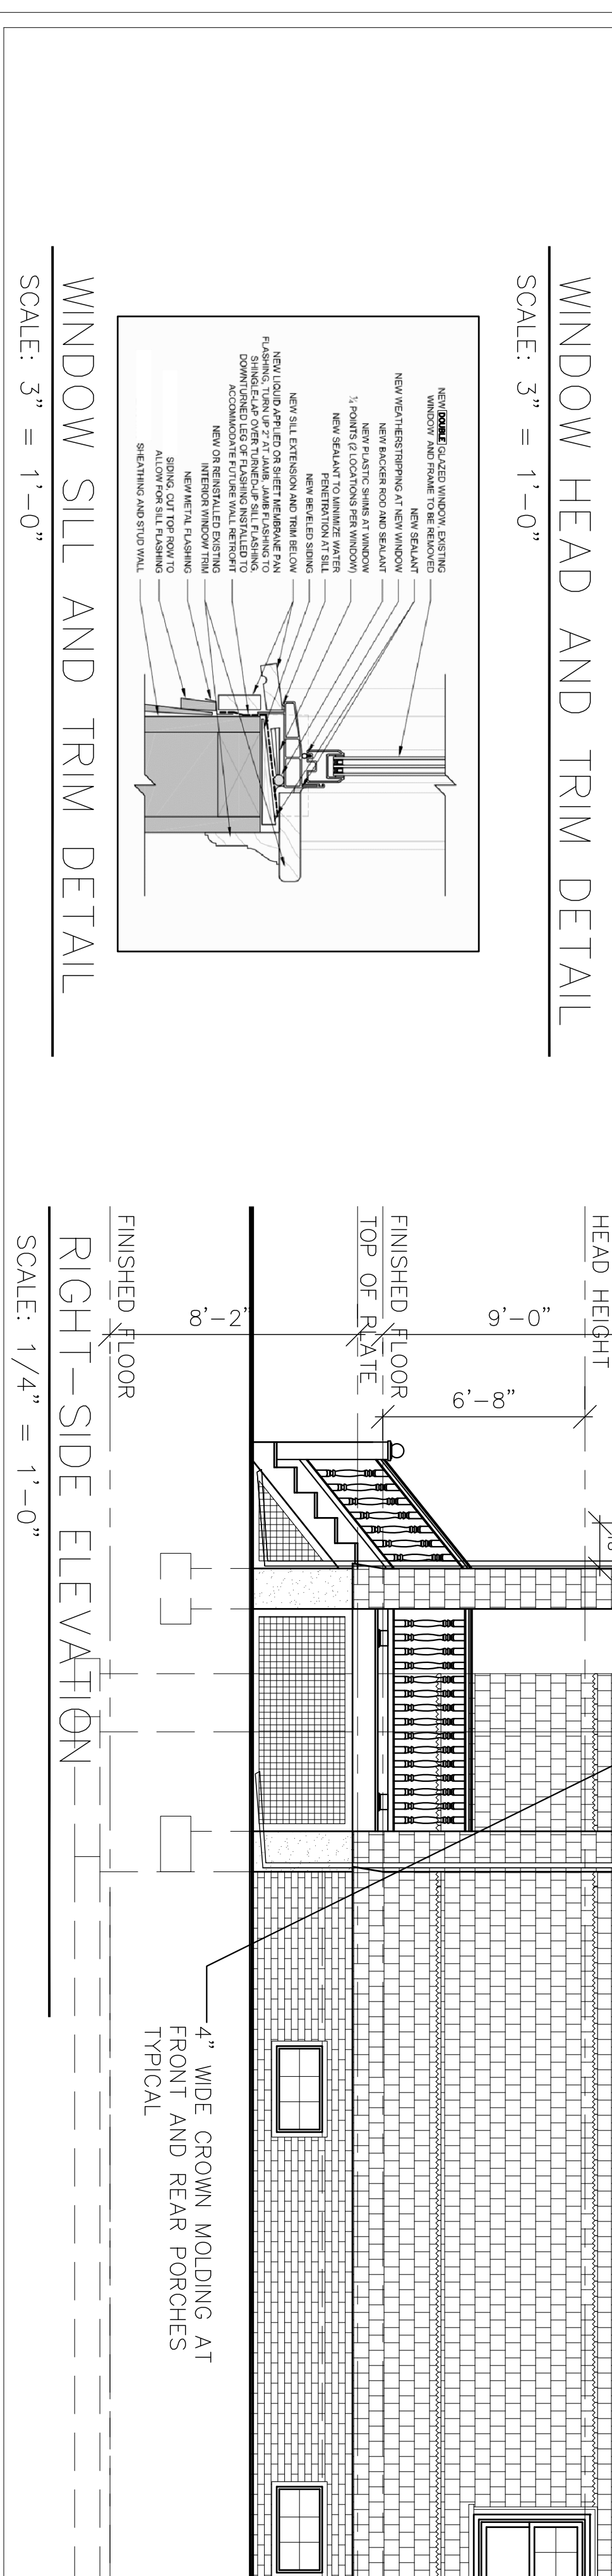 WINDOW HEAD AND TRIM DETAIL
SCALE: 3" = 1'-0"
NEW DOUBLE GLAZED WINDOW, EXISTING
WINDOW AND FRAME TO BE REMOVED
NEW SEALANT
NEW WEATHERSTRIPPING AT NEW WINDOW
NEW BACKER ROD AND SEALANT
NEW PLASTIC SHIMS AT WINDOW
¼ POINTS (2 LOCATIONS PER WINDOW)
NEW SEALANT TO MINIMIZE WATER
PENETRATION AT SILL
NEW BEVELED SIDING
NEW SILL EXTENSION AND TRIM BELOW
NEW LIQUID APPLIED OR SHEET MEMBRANE PAN
FLASHING, TURN UP 2" AT JAMB, JAMB FLASHING TO
SHINGLE-LAP OVER TURNED-UP SILL FLASHING.
DOWNTURNED LEG OF FLASHING INSTALLED TO
ACCOMMODATE FUTURE WALL RETROFIT
NEW OR REINSTALLED EXISTING
INTERIOR WINDOW TRIM
NEW METAL FLASHING
SIDING, CUT TOP ROW TO
ALLOW FOR SILL FLASHING
SHEATHING AND STUD WALL
WINDOW SILL AND TRIM DETAIL
SCALE: 3" = 1'-0"
HEAD HEIGHT
9'-0"
6'-8"
FINISHED FLOOR
TOP OF PLATE
8'-2"
FINISHED FLOOR
4" WIDE CROWN MOLDING AT
FRONT AND REAR PORCHES
TYPICAL
RIGHT-SIDE ELEVATION
SCALE: 1/4" = 1'-0"